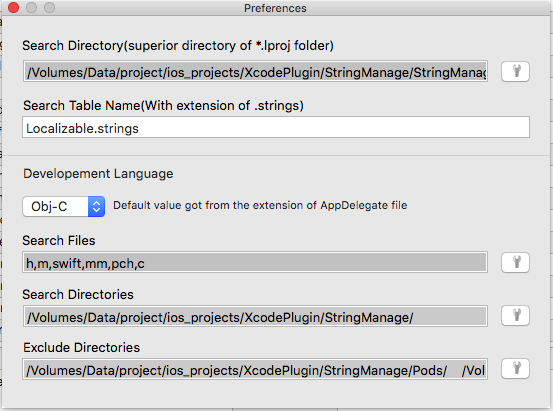 Preferences
Search Directory(superior directory of *.lproj folder)
/Volumes/Data/project/ios_projects/XcodePlugin/StringManage/StringManag
Search Table Name(With extension of .strings)
Localizable.strings
Developement Language
Obj-C Default value got from the extension of AppDelegate file
Search Files
h,m,swift,mm,pch,c
Search Directories
/Volumes/Data/project/ios_projects/XcodePlugin/StringManage/
Exclude Directories
/Volumes/Data/project/ios_projects/XcodePlugin/StringManage/Pods/ /Vol